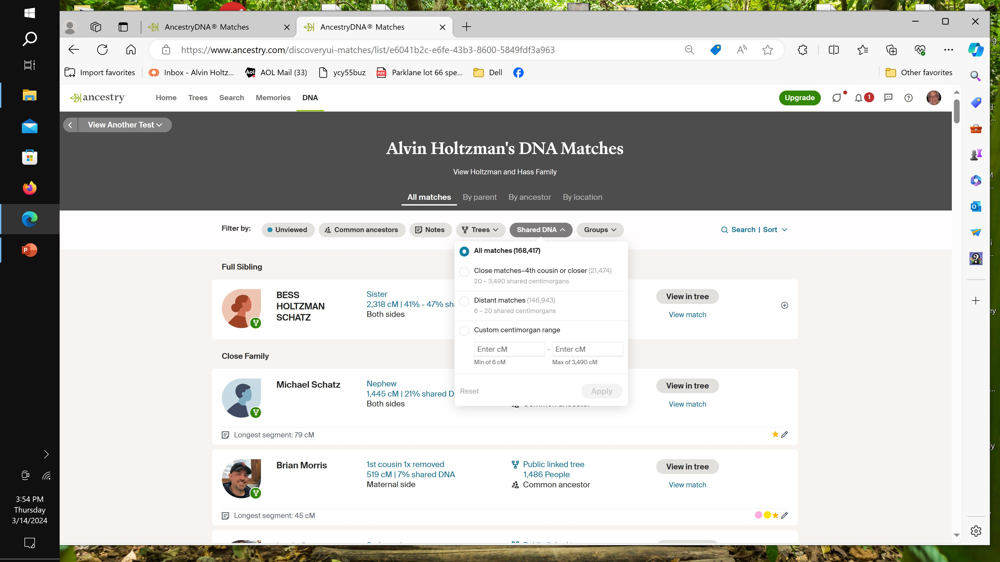 AncestryDNA® Matches
AncestryDNA® Matches
https://www.ancestry.com/discoveryui-matches/list/e6041b2c-e6fe-43b3-8600-5849fdf3a963
Import favorites
Inbox - Alvin Holtz...
AOL Mail (33)
ycy55buz
Parklane lot 66 spe...
Dell
Other favorites
ancestry
Home
Trees
Search
Memories
DNA
Upgrade
1
View Another Test
Alvin Holtzman's DNA Matches
View Holtzman and Hass Family
All matches
By parent
By ancestor
By location
Filter by:
Unviewed
Common ancestors
Notes
Trees
Shared DNA
Groups
Search | Sort
All matches (168,417)
Close matches–4th cousin or closer (21,474)
20 – 3,490 shared centimorgans
Distant matches (146,943)
6 – 20 shared centimorgans
Custom centimorgan range
Enter cM – Enter cM
Min of 6 cM
Max of 3,490 cM
Reset
Apply
Full Sibling
BESS
HOLTZMAN
SCHATZ
Sister
2,318 cM | 41% - 47% sh
Both sides
View in tree
View match
Close Family
Michael Schatz
Nephew
1,445 cM | 21% shared D
Both sides
View in tree
View match
Longest segment: 79 cM
Brian Morris
1st cousin 1x removed
519 cM | 7% shared DNA
Maternal side
Public linked tree
1,486 People
Common ancestor
View in tree
View match
Longest segment: 45 cM
3:54 PM
Thursday
3/14/2024